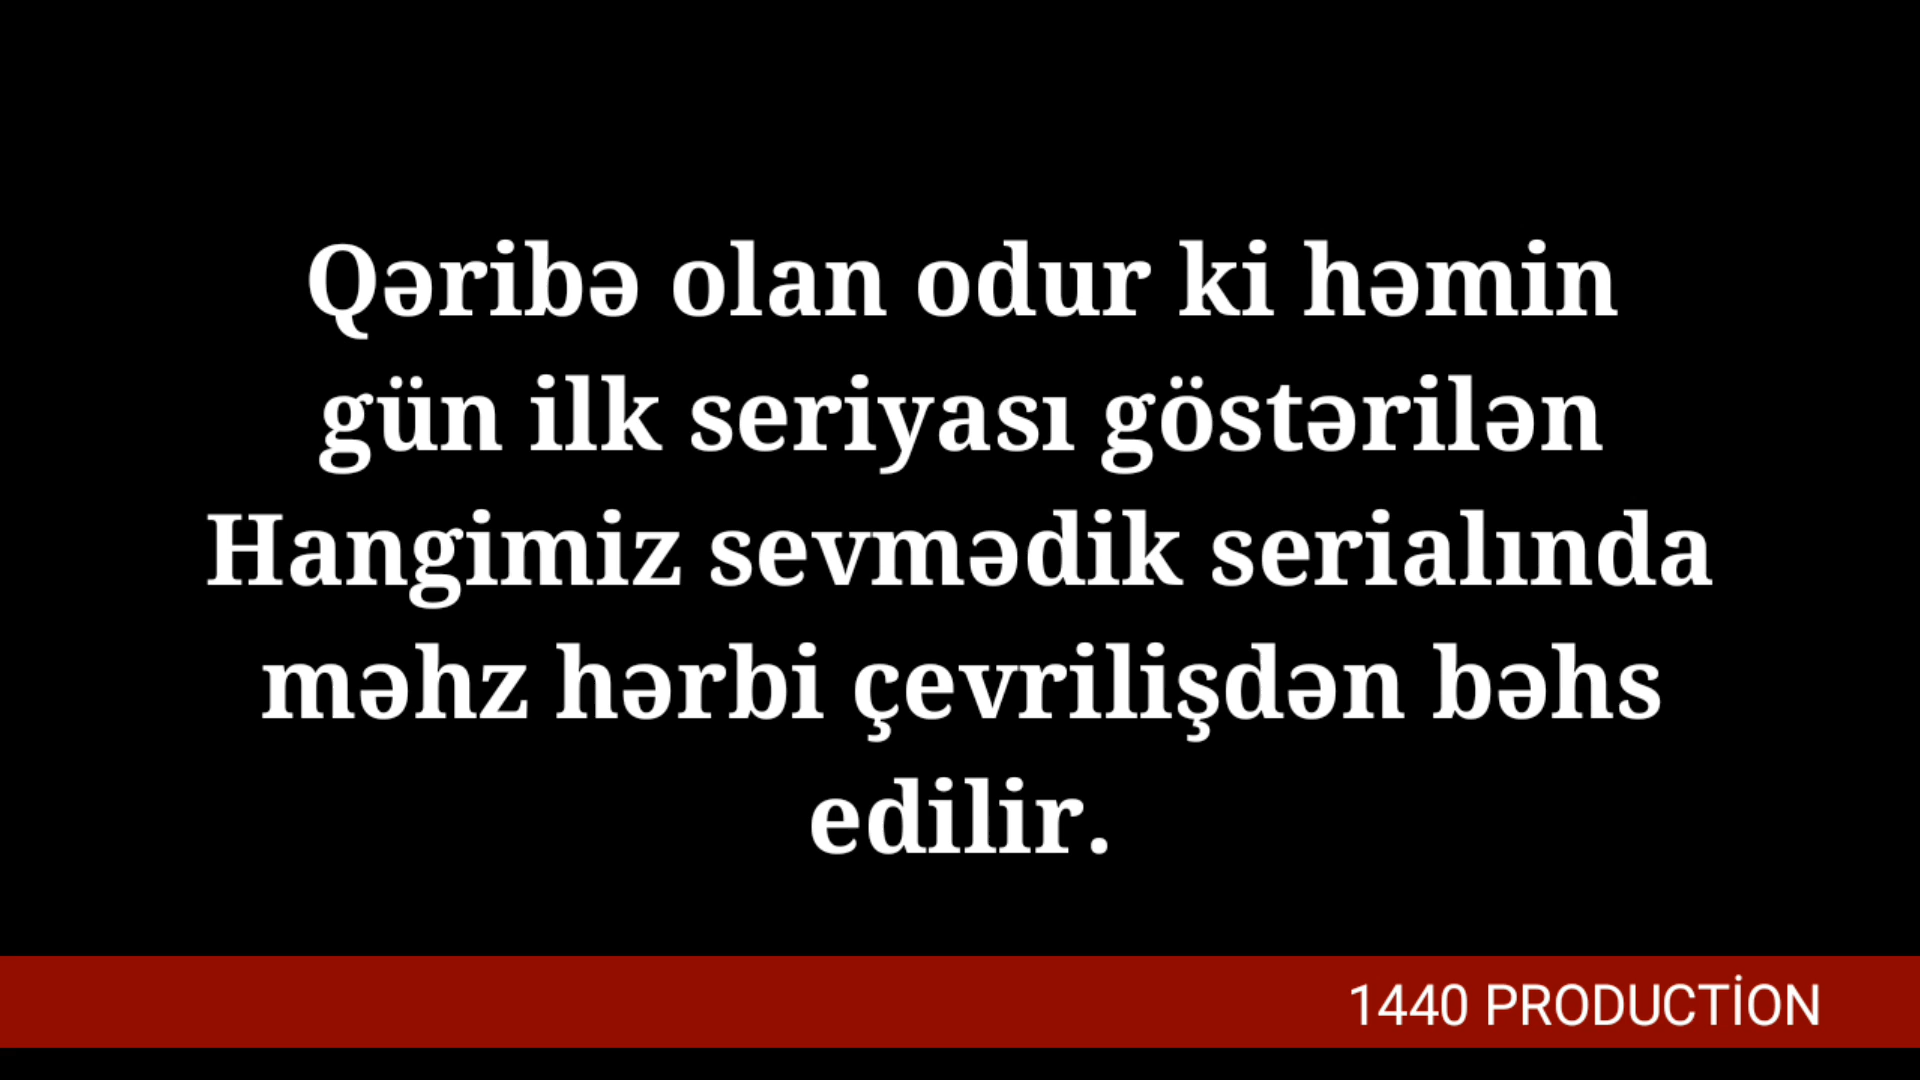 Qəribə olan odur ki həmin
gün ilk seriyası göstərilən
Hangimiz sevmədik serialında
məhz hərbi çevrilişdən bəhs
edilir.
1440 PRODUCTİON